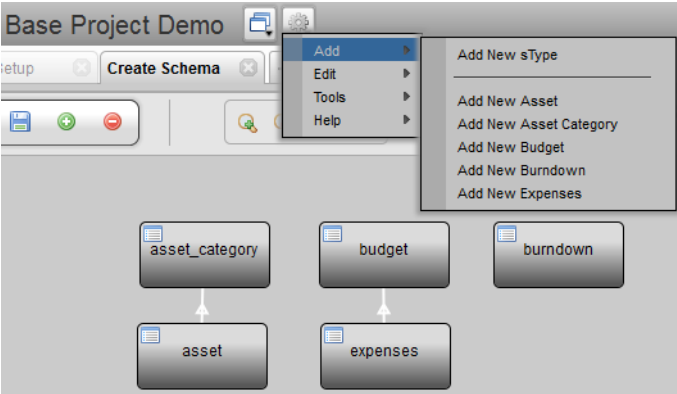 Base Project Demo
Setup
Create Schema
Add
Edit
Tools
Help
Add New sType
Add New Asset
Add New Asset Category
Add New Budget
Add New Burndown
Add New Expenses
asset_category
budget
burndown
asset
expenses